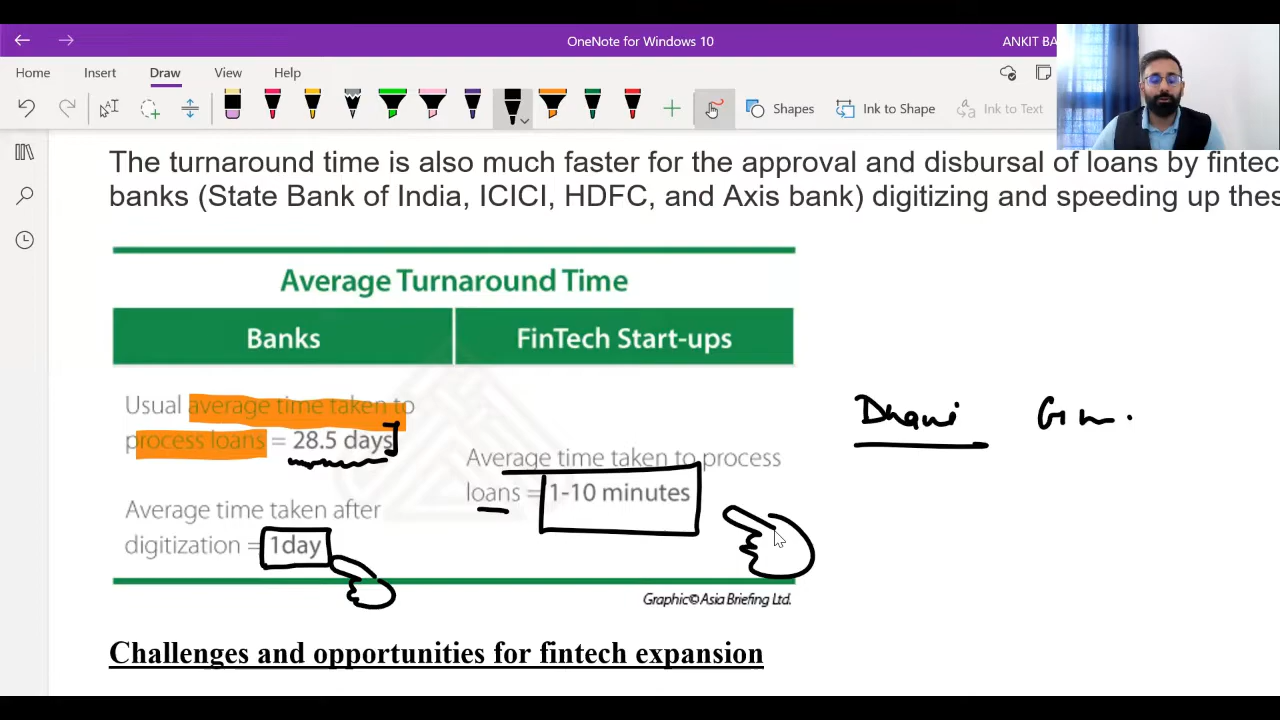 OneNote for Windows 10
ANKIT BA
Home Insert Draw View Help
Shapes Ink to Shape Ink to Text
The turnaround time is also much faster for the approval and disbursal of loans by fintec
banks (State Bank of India, ICICI, HDFC, and Axis bank) digitizing and speeding up thes
Average Turnaround Time
Banks FinTech Start-ups
Usual average time taken to
process loans = 28.5 days
Average time taken to process
loans = 1-10 minutes
Average time taken after
digitization = 1day
Dhani
Graphic© Asia Briefing Ltd.
Challenges and opportunities for fintech expansion